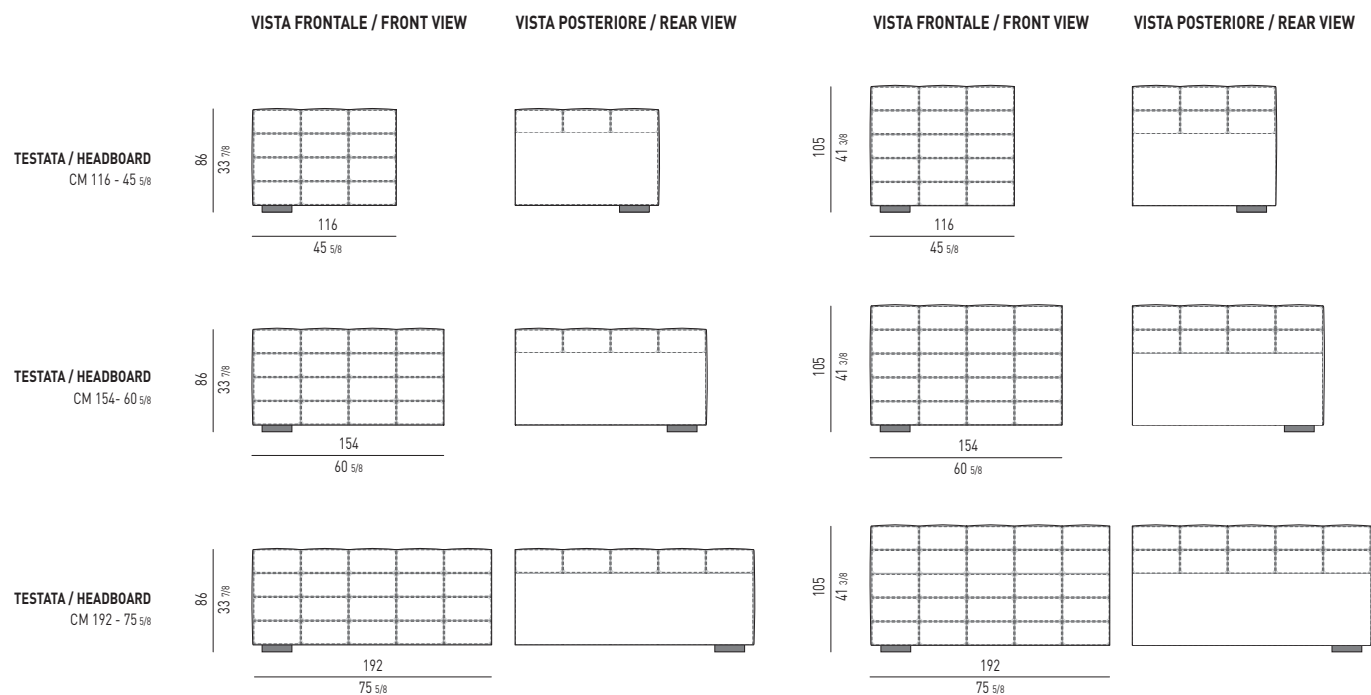 VISTA FRONTALE / FRONT VIEW
VISTA POSTERIORE / REAR VIEW
VISTA FRONTALE / FRONT VIEW
VISTA POSTERIORE / REAR VIEW
TESTATA / HEADBOARD
CM 116 - 45 5/8
86
33 7/8
116
45 5/8
105
41 3/8
116
45 5/8
TESTATA / HEADBOARD
CM 154- 60 5/8
86
33 7/8
154
60 5/8
105
41 3/8
154
60 5/8
TESTATA / HEADBOARD
CM 192 - 75 5/8
86
33 7/8
192
75 5/8
105
41 3/8
192
75 5/8